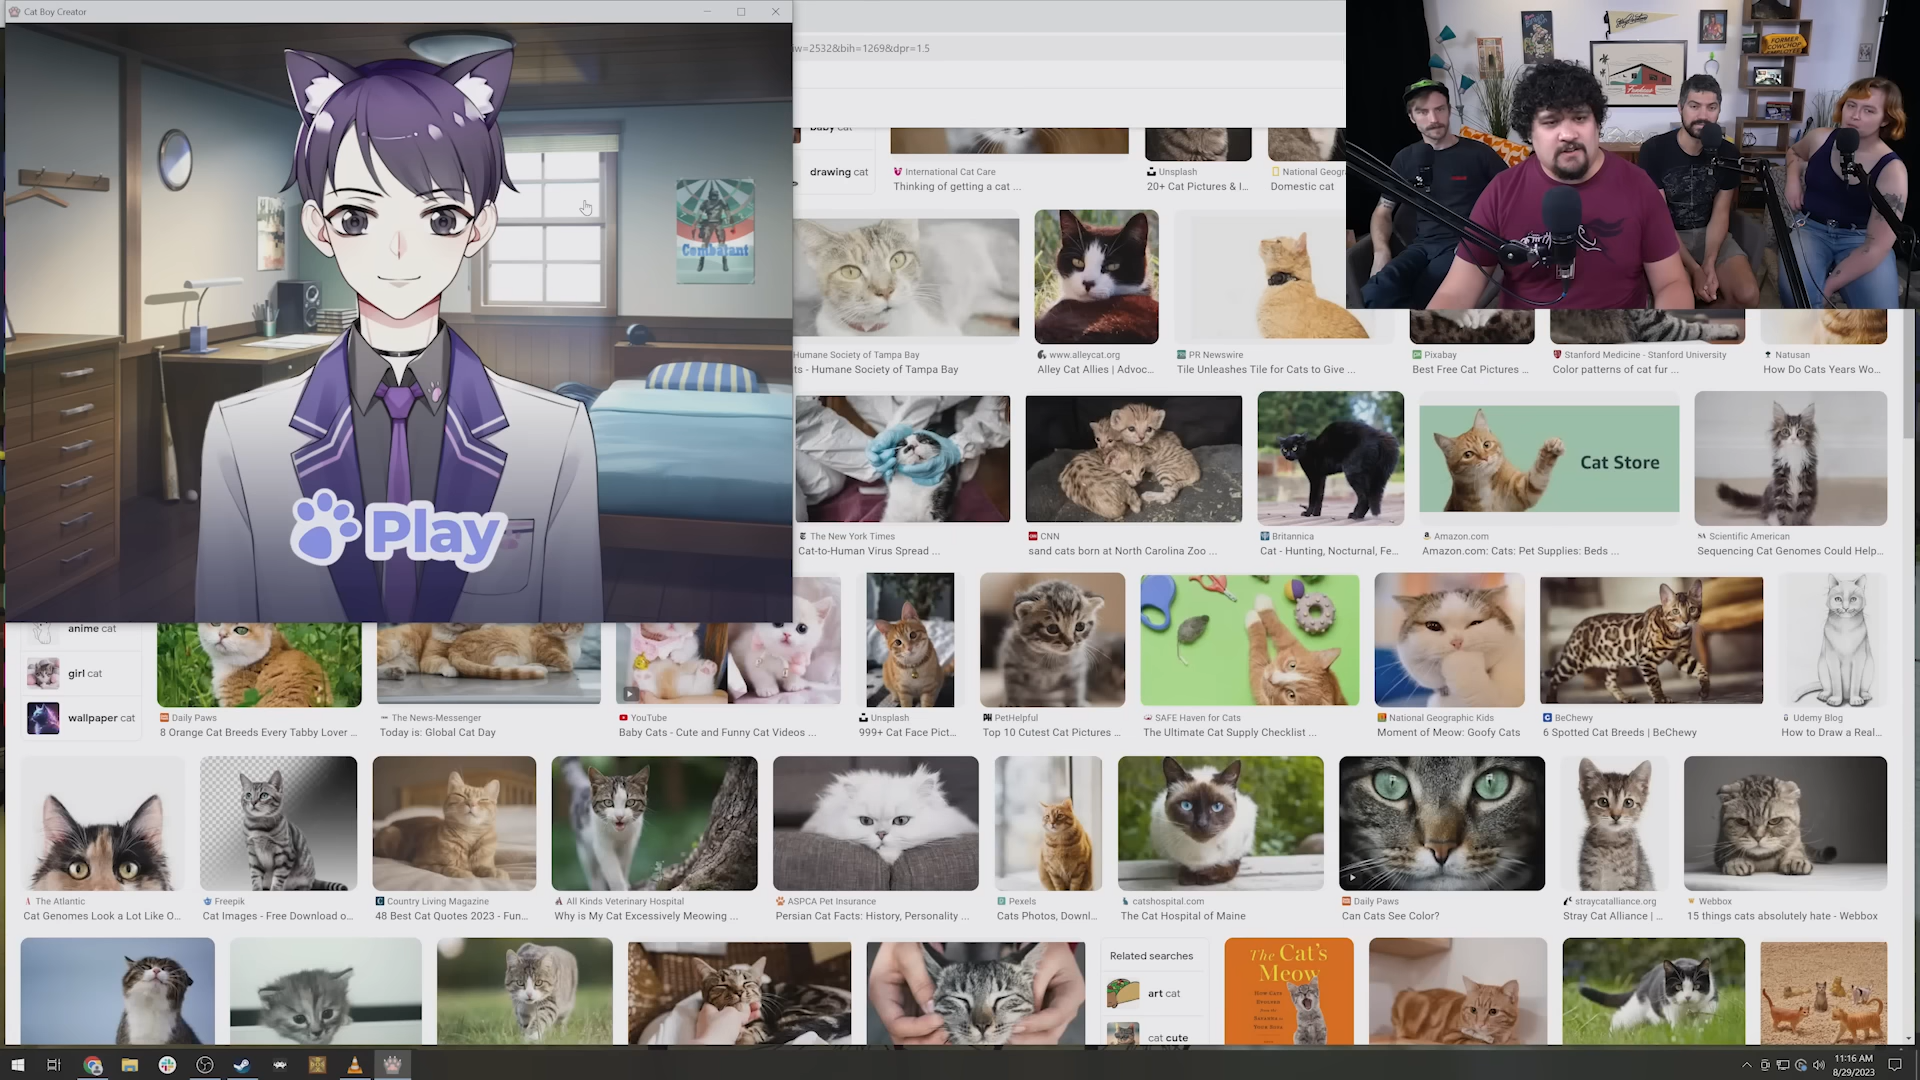 Cat Boy Creator
iw=2532&bih=1269&dpr=1.5
baby cat
drawing cat
International Cat Care
Thinking of getting a cat ...
Unsplash
20+ Cat Pictures & I...
National Geogr
Domestic cat
Combatant
Play
Humane Society of Tampa Bay
ts - Humane Society of Tampa Bay
www.alleycat.org
Alley Cat Allies | Advoc...
PR Newswire
Tile Unleashes Tile for Cats to Give ...
Pixabay
Best Free Cat Pictures ...
Stanford Medicine - Stanford University
Color patterns of cat fur ...
Natusan
How Do Cats Years Wo...
The New York Times
Cat-to-Human Virus Spread ...
CNN
sand cats born at North Carolina Zoo ...
Britannica
Cat - Hunting, Nocturnal, Fe...
Cat Store
Amazon.com
Amazon.com: Cats: Pet Supplies: Beds ...
Scientific American
Sequencing Cat Genomes Could Help...
anime cat
girl cat
wallpaper cat
Daily Paws
8 Orange Cat Breeds Every Tabby Lover ...
The News-Messenger
Today is: Global Cat Day
YouTube
Baby Cats - Cute and Funny Cat Videos ...
Unsplash
999+ Cat Face Pict...
PetHelpful
Top 10 Cutest Cat Pictures ...
SAFE Haven for Cats
The Ultimate Cat Supply Checklist ...
National Geographic Kids
Moment of Meow: Goofy Cats
BeChewy
6 Spotted Cat Breeds | BeChewy
Udemy Blog
How to Draw a Real...
The Atlantic
Cat Genomes Look a Lot Like O...
Freepik
Cat Images - Free Download o...
Country Living Magazine
48 Best Cat Quotes 2023 - Fun...
All Kinds Veterinary Hospital
Why is My Cat Excessively Meowing ...
ASPCA Pet Insurance
Persian Cat Facts: History, Personality ...
Pexels
Cats Photos, Downl...
catshospital.com
The Cat Hospital of Maine
Daily Paws
Can Cats See Color?
straycatalliance.org
Stray Cat Alliance | ...
Webbox
15 things cats absolutely hate - Webbox
Related searches
art cat
cat cute
The Cat's
Meow
11:16 AM
8/29/2023
FORMER
COWCHOP
EMPLOYEE